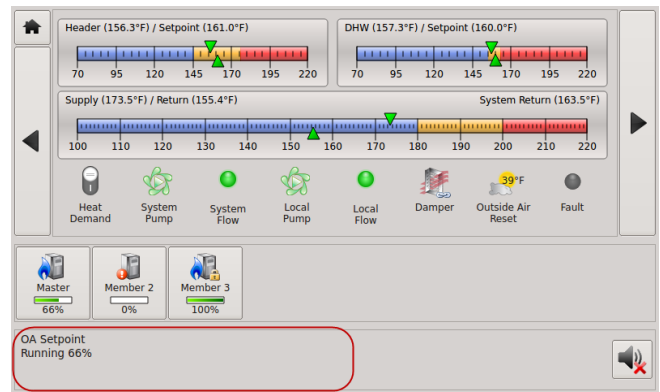 Header (156.3°F) / Setpoint (161.0°F)
DHW (157.3°F) / Setpoint (160.0°F)
70 95 120 145 170 195 220
70 95 120 145 170 195 220
Supply (173.5°F) / Return (155.4°F)
System Return (163.5°F)
100 110 120 130 140 150 160 170 180 190 200 210 220
39°F
Heat Demand
System Pump
System Flow
Local Pump
Local Flow
Damper
Outside Air Reset
Fault
Master
Member 2
Member 3
66%
0%
100%
OA Setpoint
Running 66%